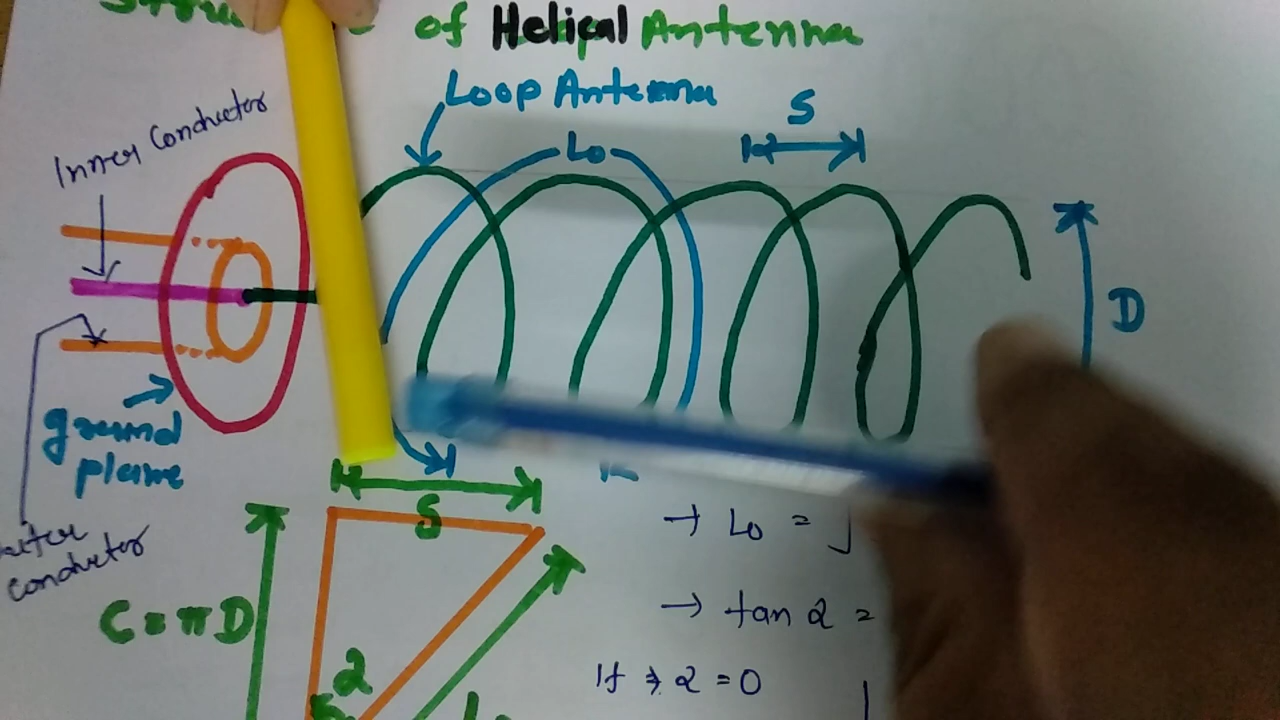 of Helical Antenna
Loop Antenna
S
Inner Conductor
Lo
D
ground
plane
S
conductor
C = πD
→ Lo =
→ tan α =
If → α = 0